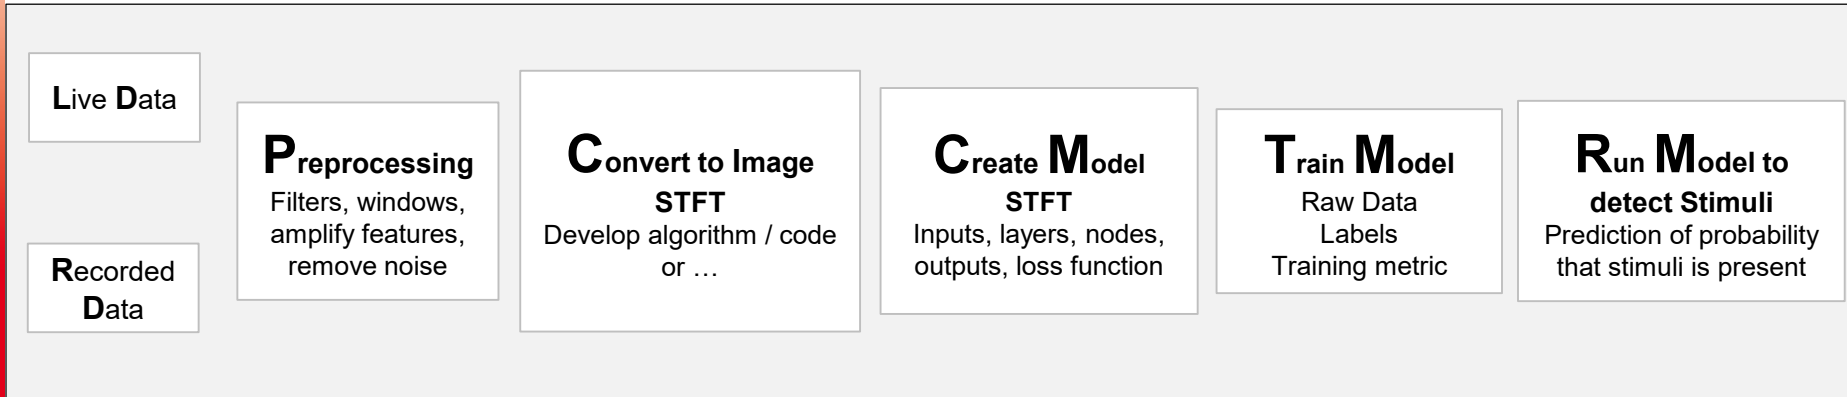 Live Data
Recorded
Data
Preprocessing
Filters, windows,
amplify features,
remove noise
Convert to Image
STFT
Develop algorithm / code
or …
Create Model
STFT
Inputs, layers, nodes,
outputs, loss function
Train Model
Raw Data
Labels
Training metric
Run Model to
detect Stimuli
Prediction of probability
that stimuli is present